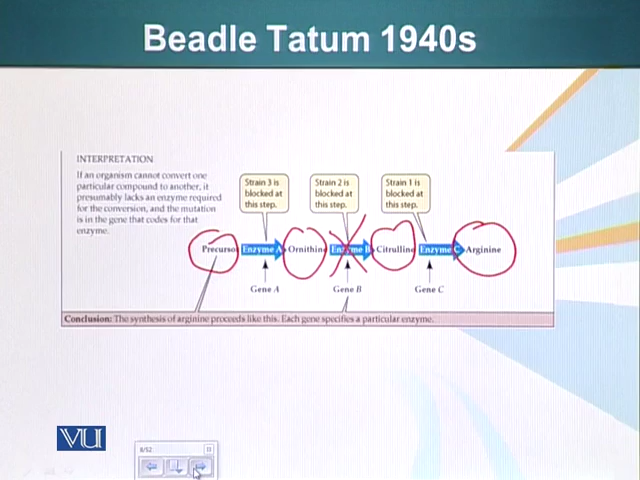 Beadle Tatum 1940s
INTERPRETATION
If an organism cannot convert one
particular compound to another, it
presumably lacks an enzyme required
for the conversion, and the mutation
is in the gene that codes for that
enzyme.
Strain 3 is
blocked at
this step.
Strain 2 is
blocked at
this step.
Strain 1 is
blocked at
this step.
Precurso Enzyme A Ornithine Enzyme B Citrulline Enzyme C Arginine
Gene A Gene B Gene C
Conclusion: The synthesis of arginine proceeds like this. Each gene specifies a particular enzyme.
VU
8/52